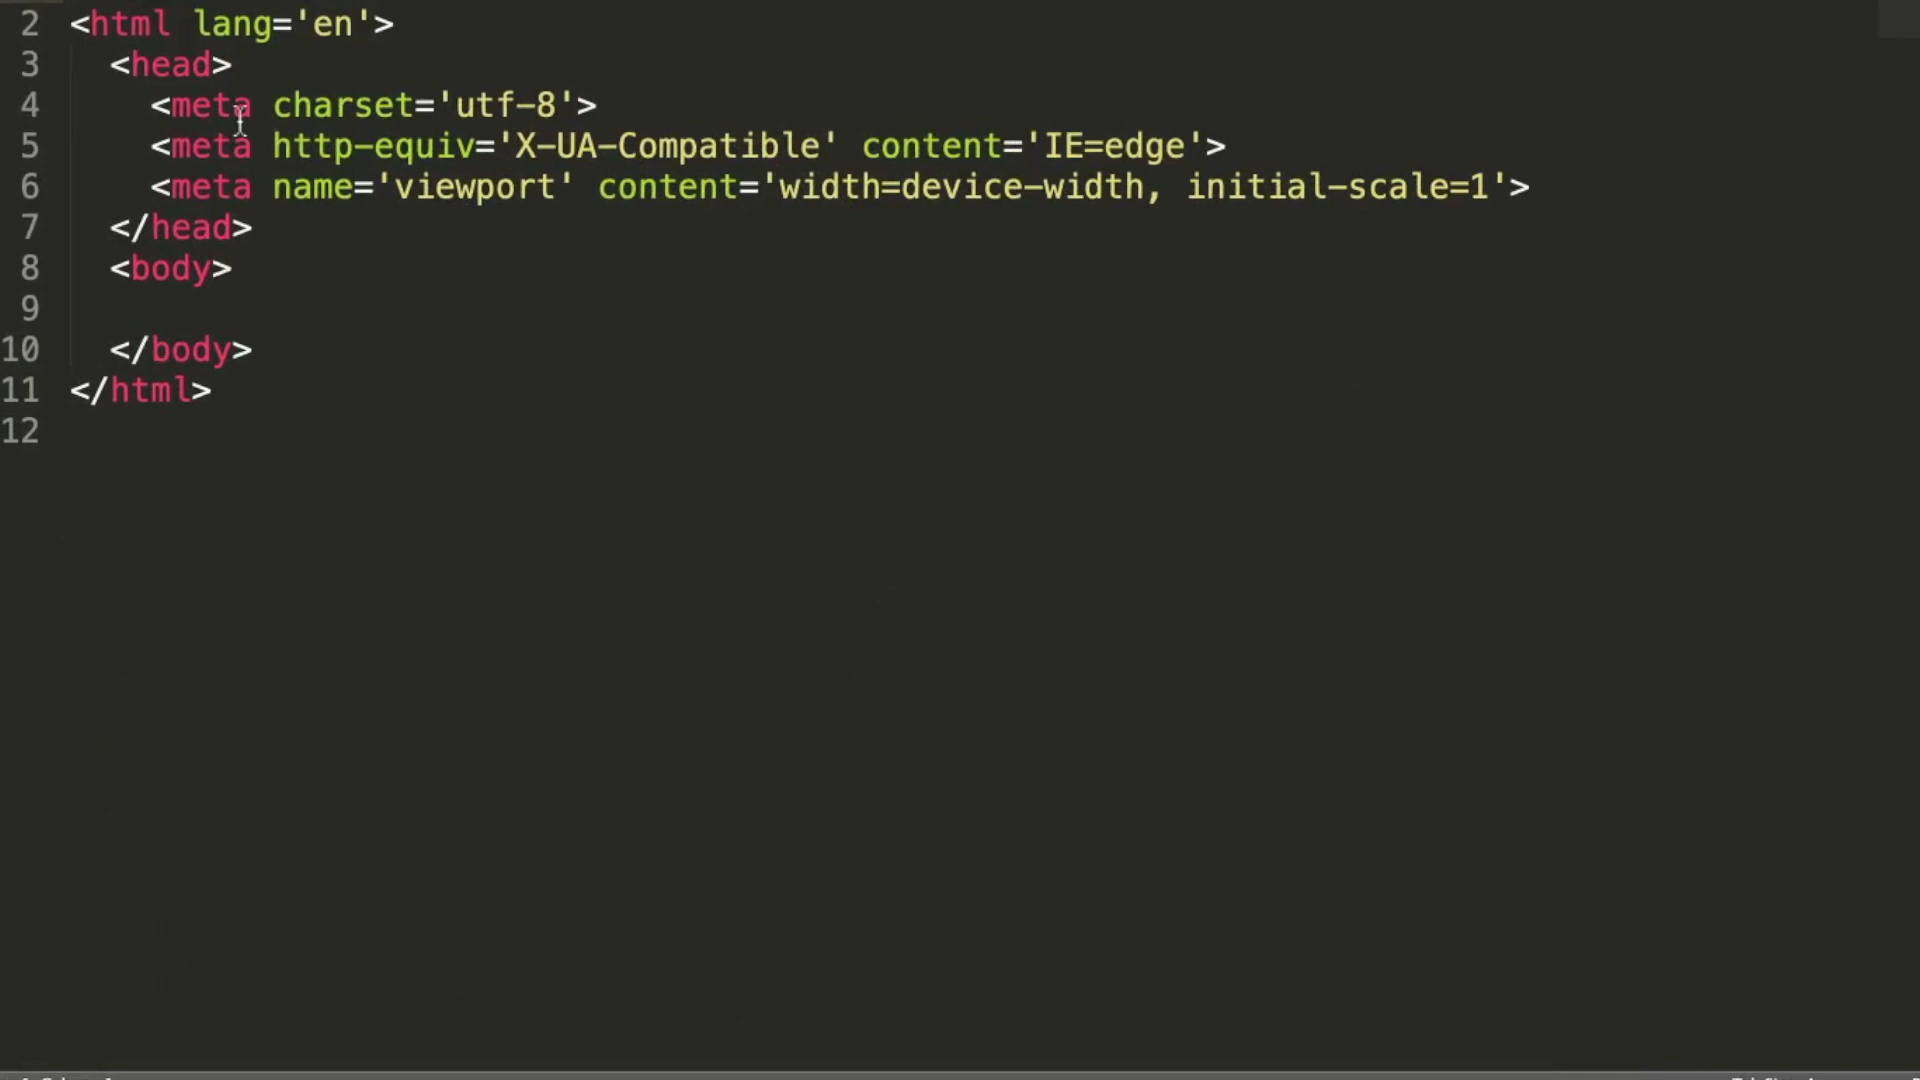 2 <html lang='en'>
3 <head>
4 <meta charset='utf-8'>
5 <meta http-equiv='X-UA-Compatible' content='IE=edge'>
6 <meta name='viewport' content='width=device-width, initial-scale=1'>
7 </head>
8 <body>
9
10 </body>
11 </html>
12